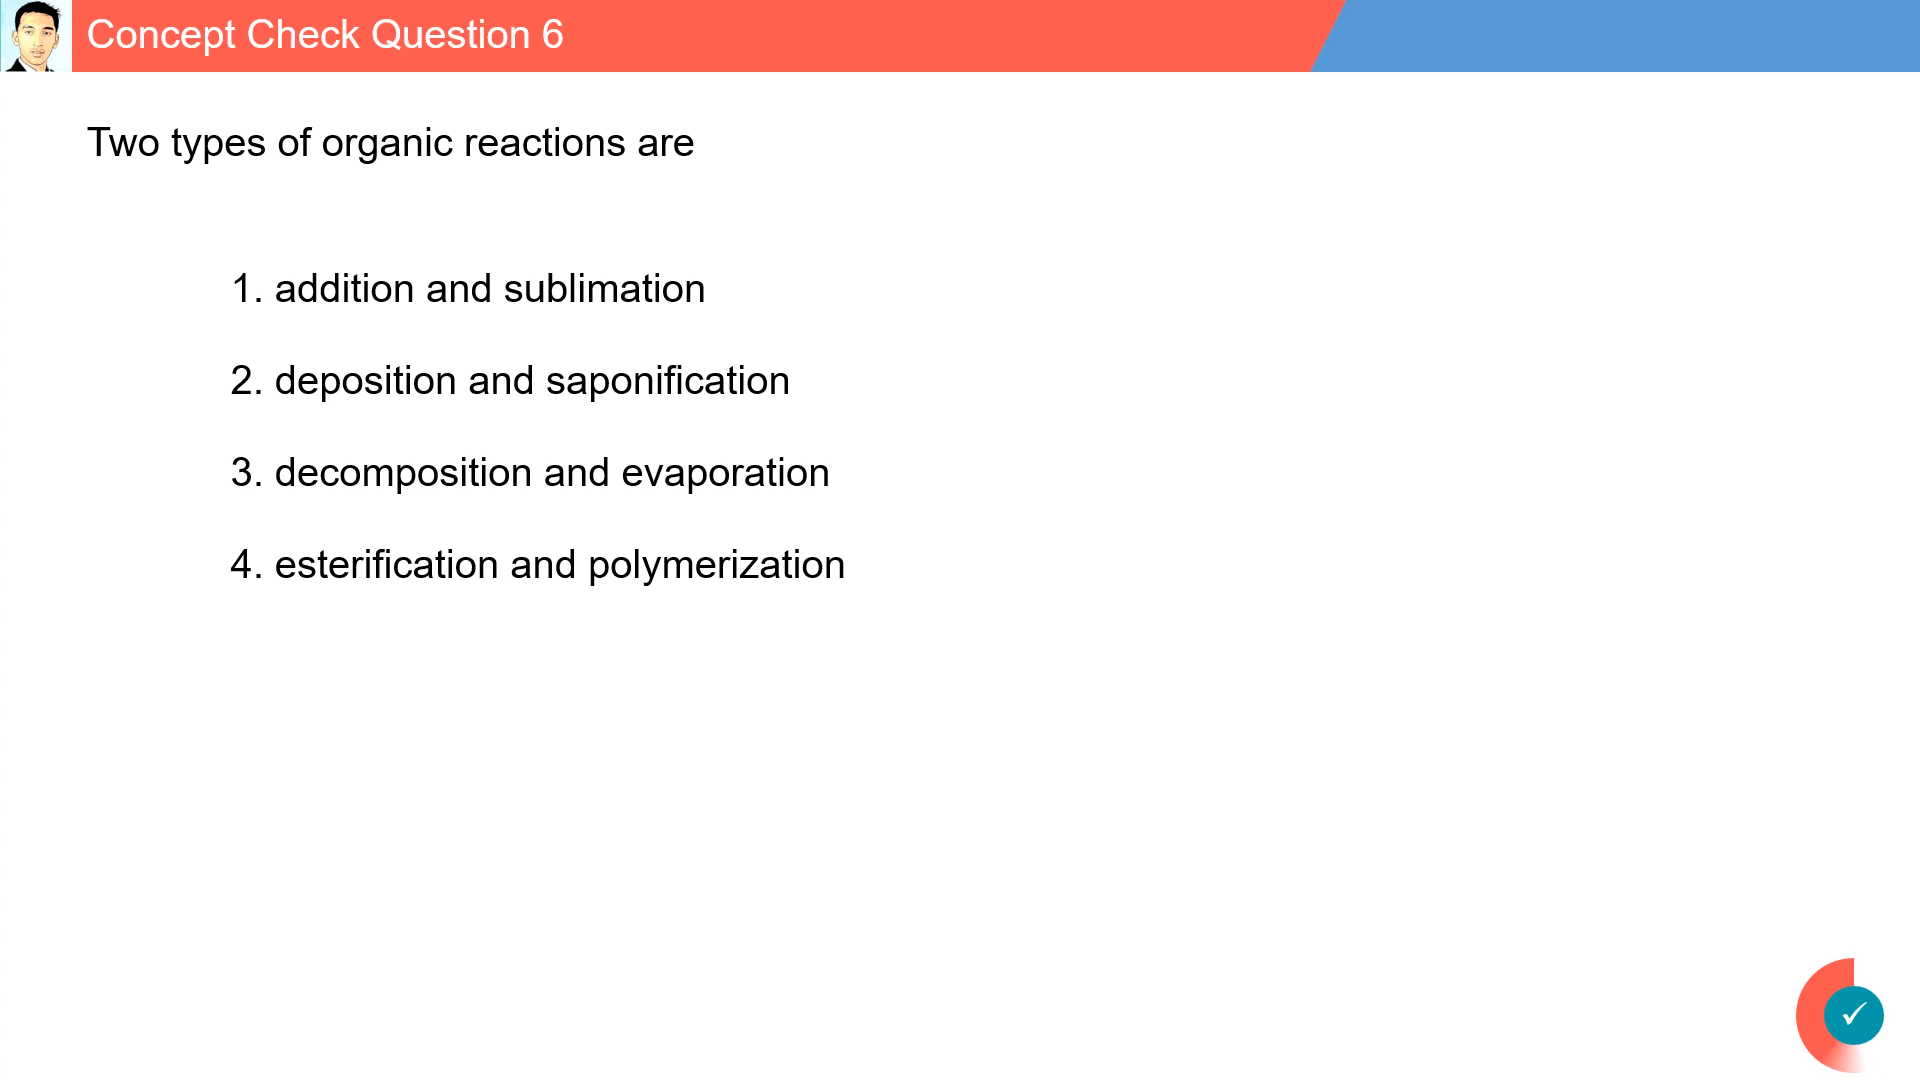 Concept Check Question 6
Two types of organic reactions are
1. addition and sublimation
2. deposition and saponification
3. decomposition and evaporation
4. esterification and polymerization